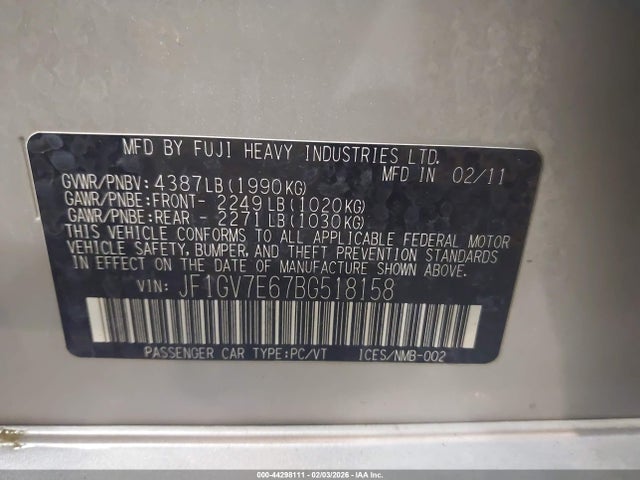 MFD BY FUJI HEAVY INDUSTRIES LTD.
MFD IN 02/11
GVWR/PNBV: 4387LB(1990KG)
GAWR/PNBE:FRONT- 2249LB(1020KG)
GAWR/PNBE:REAR - 2271LB(1030KG)
THIS VEHICLE CONFORMS TO ALL APPLICABLE FEDERAL MOTOR
VEHICLE SAFETY, BUMPER, AND THEFT PREVENTION STANDARDS
IN EFFECT ON THE DATE OF MANUFACTURE SHOWN ABOVE.
VIN: JF1GV7E67BG518158
PASSENGER CAR TYPE:PC/VT ICES/NMB-002
000-44298111 - 02/03/2026 - IAA Inc.